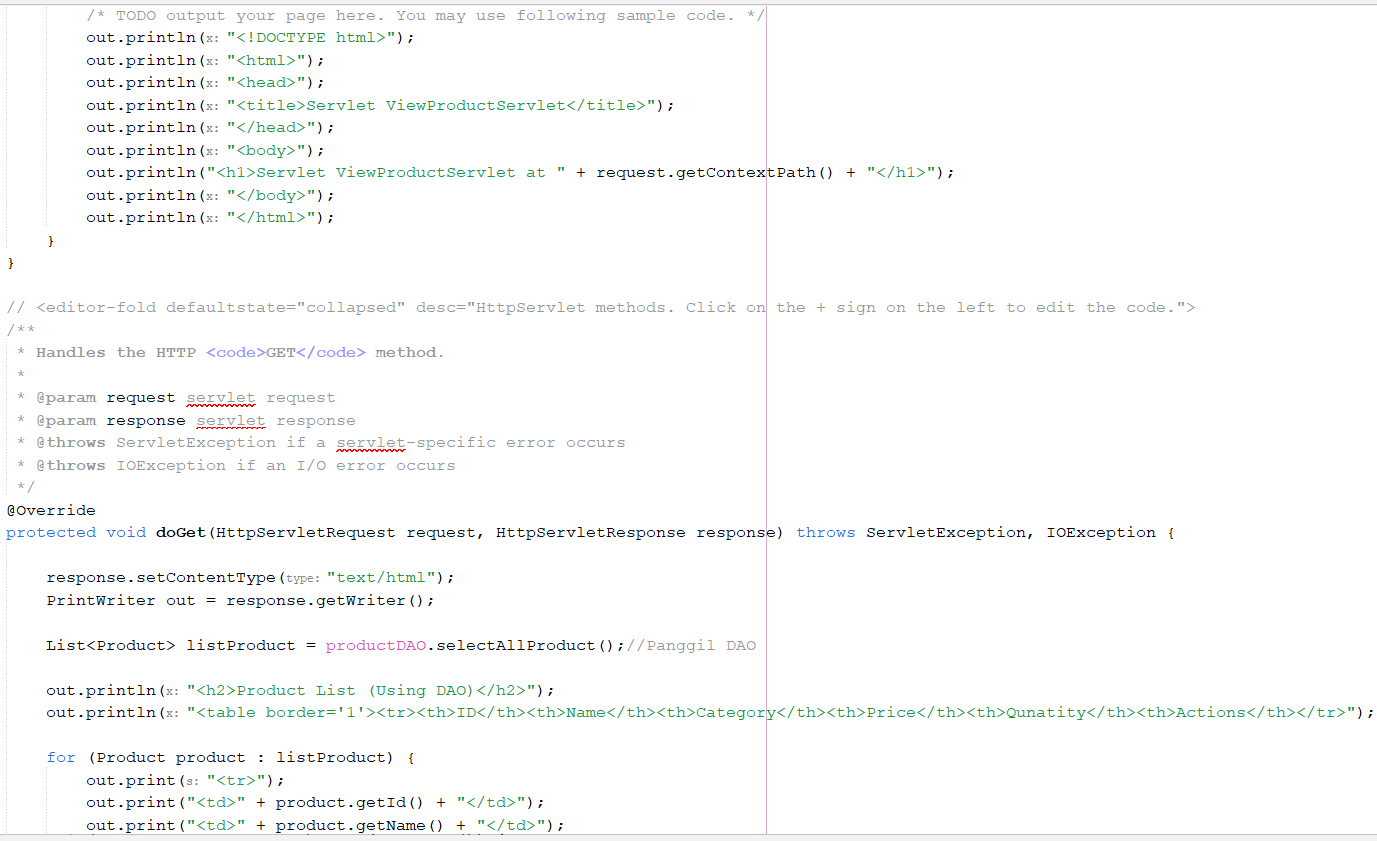 /* TODO output your page here. You may use following sample code. */
out.println(x: "<!DOCTYPE html>");
out.println(x: "<html>");
out.println(x: "<head>");
out.println(x: "<title>Servlet ViewProductServlet</title>");
out.println(x: "</head>");
out.println(x: "<body>");
out.println("<h1>Servlet ViewProductServlet at " + request.getContextPath() + "</h1>");
out.println(x: "</body>");
out.println(x: "</html>");
}
}
// <editor-fold defaultstate="collapsed" desc="HttpServlet methods. Click on the + sign on the left to edit the code.">
/**
* Handles the HTTP <code>GET</code> method.
*
* @param request servlet request
* @param response servlet response
* @throws ServletException if a servlet-specific error occurs
* @throws IOException if an I/O error occurs
*/
@Override
protected void doGet(HttpServletRequest request, HttpServletResponse response) throws ServletException, IOException {
response.setContentType(type: "text/html");
PrintWriter out = response.getWriter();
List<Product> listProduct = productDAO.selectAllProduct();//Panggil DAO
out.println(x: "<h2>Product List (Using DAO)</h2>");
out.println(x: "<table border='1'><tr><th>ID</th><th>Name</th><th>Category</th><th>Price</th><th>Qunatity</th><th>Actions</th></tr>");
for (Product product : listProduct) {
out.print(s: "<tr>");
out.print("<td>" + product.getId() + "</td>");
out.print("<td>" + product.getName() + "</td>");